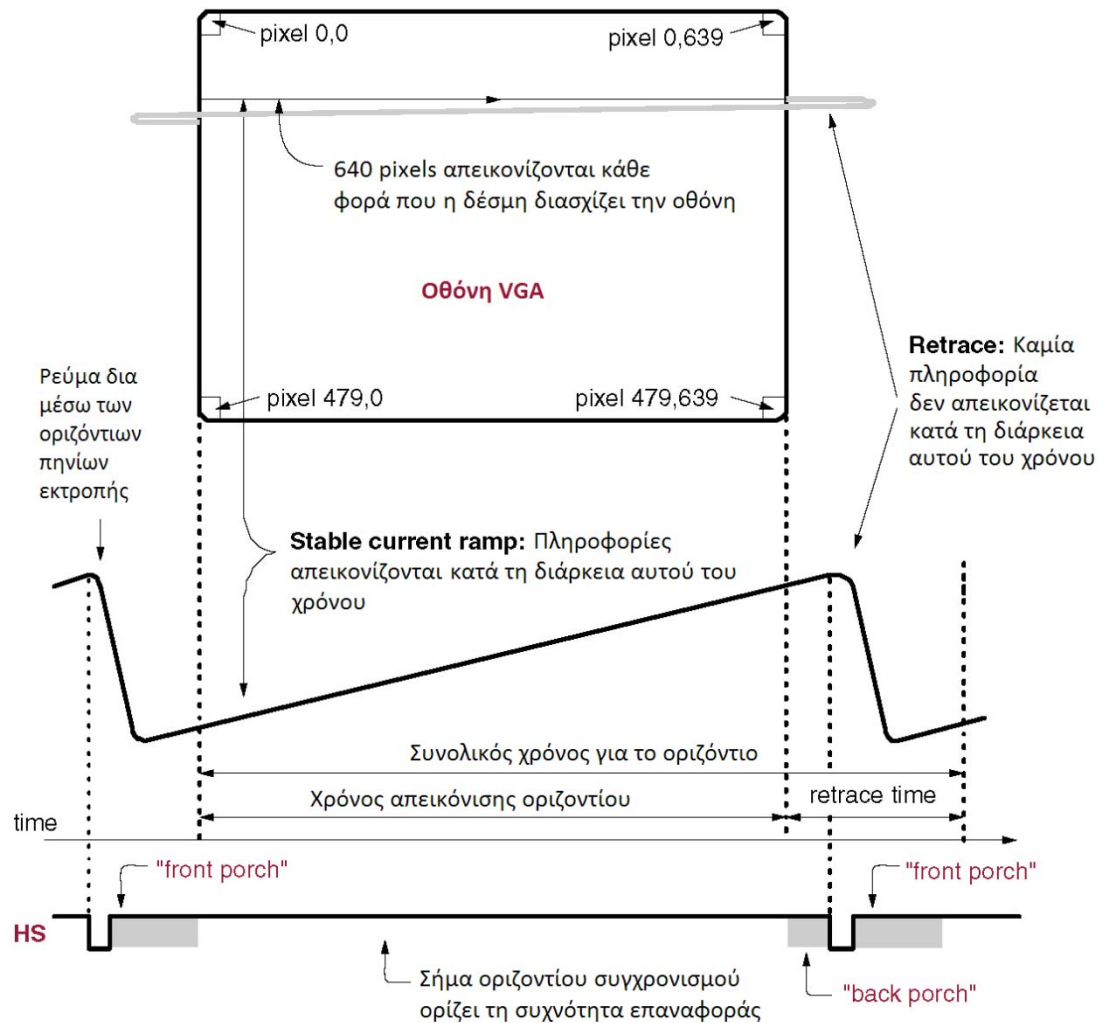 pixel 0,0
pixel 0,639
640 pixels απεικονίζονται κάθε
φορά που η δέσμη διασχίζει την οθόνη
Οθόνη VGA
Ρεύμα δια
μέσω των
οριζόντιων
πηνίων
εκτροπής
pixel 479,0
pixel 479,639
Retrace: Καμία
πληροφορία
δεν απεικονίζεται
κατά τη διάρκεια
αυτού του χρόνου
Stable current ramp: Πληροφορίες
απεικονίζονται κατά τη διάρκεια αυτού του
χρόνου
Συνολικός χρόνος για το οριζόντιο
Χρόνος απεικόνισης οριζοντίου
retrace time
time
"front porch"
"front porch"
HS
Σήμα οριζοντίου συγχρονισμού
ορίζει τη συχνότητα επαναφοράς
"back porch"